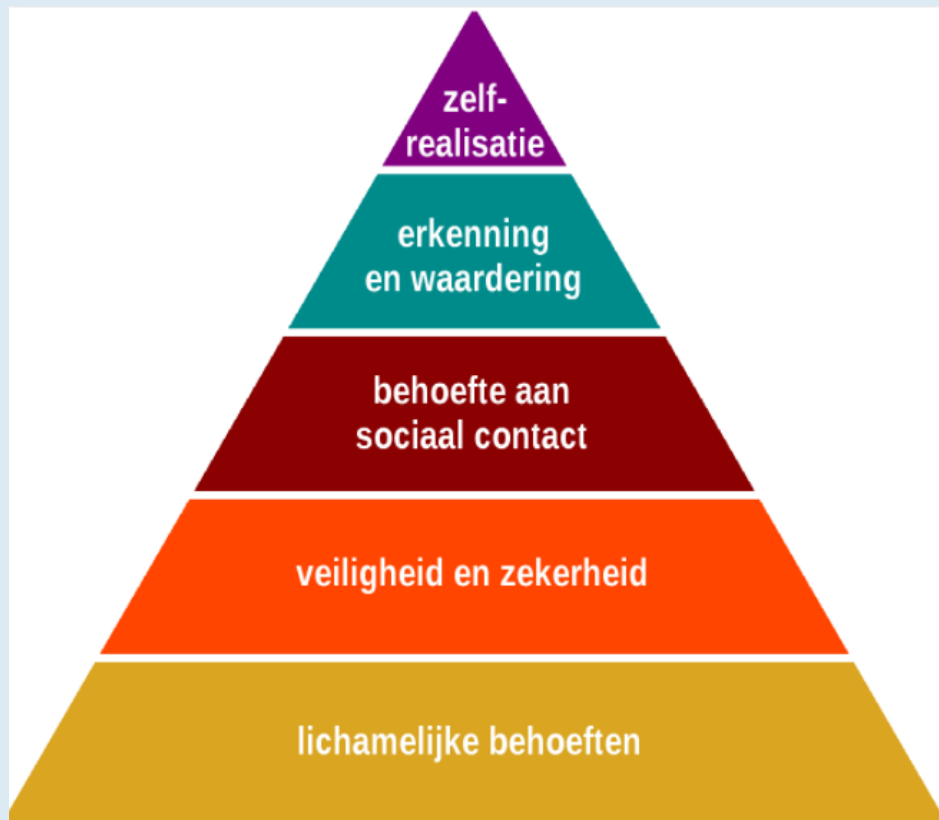 zelf-
realisatie
erkenning
en waardering
behoefte aan
sociaal contact
veiligheid en zekerheid
lichamelijke behoeften